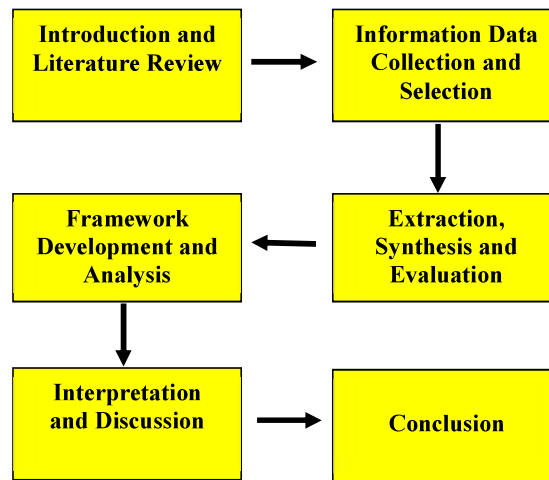 Introduction and
Literature Review
Information Data
Collection and
Selection
Extraction,
Synthesis and
Evaluation
Framework
Development and
Analysis
Interpretation
and Discussion
Conclusion